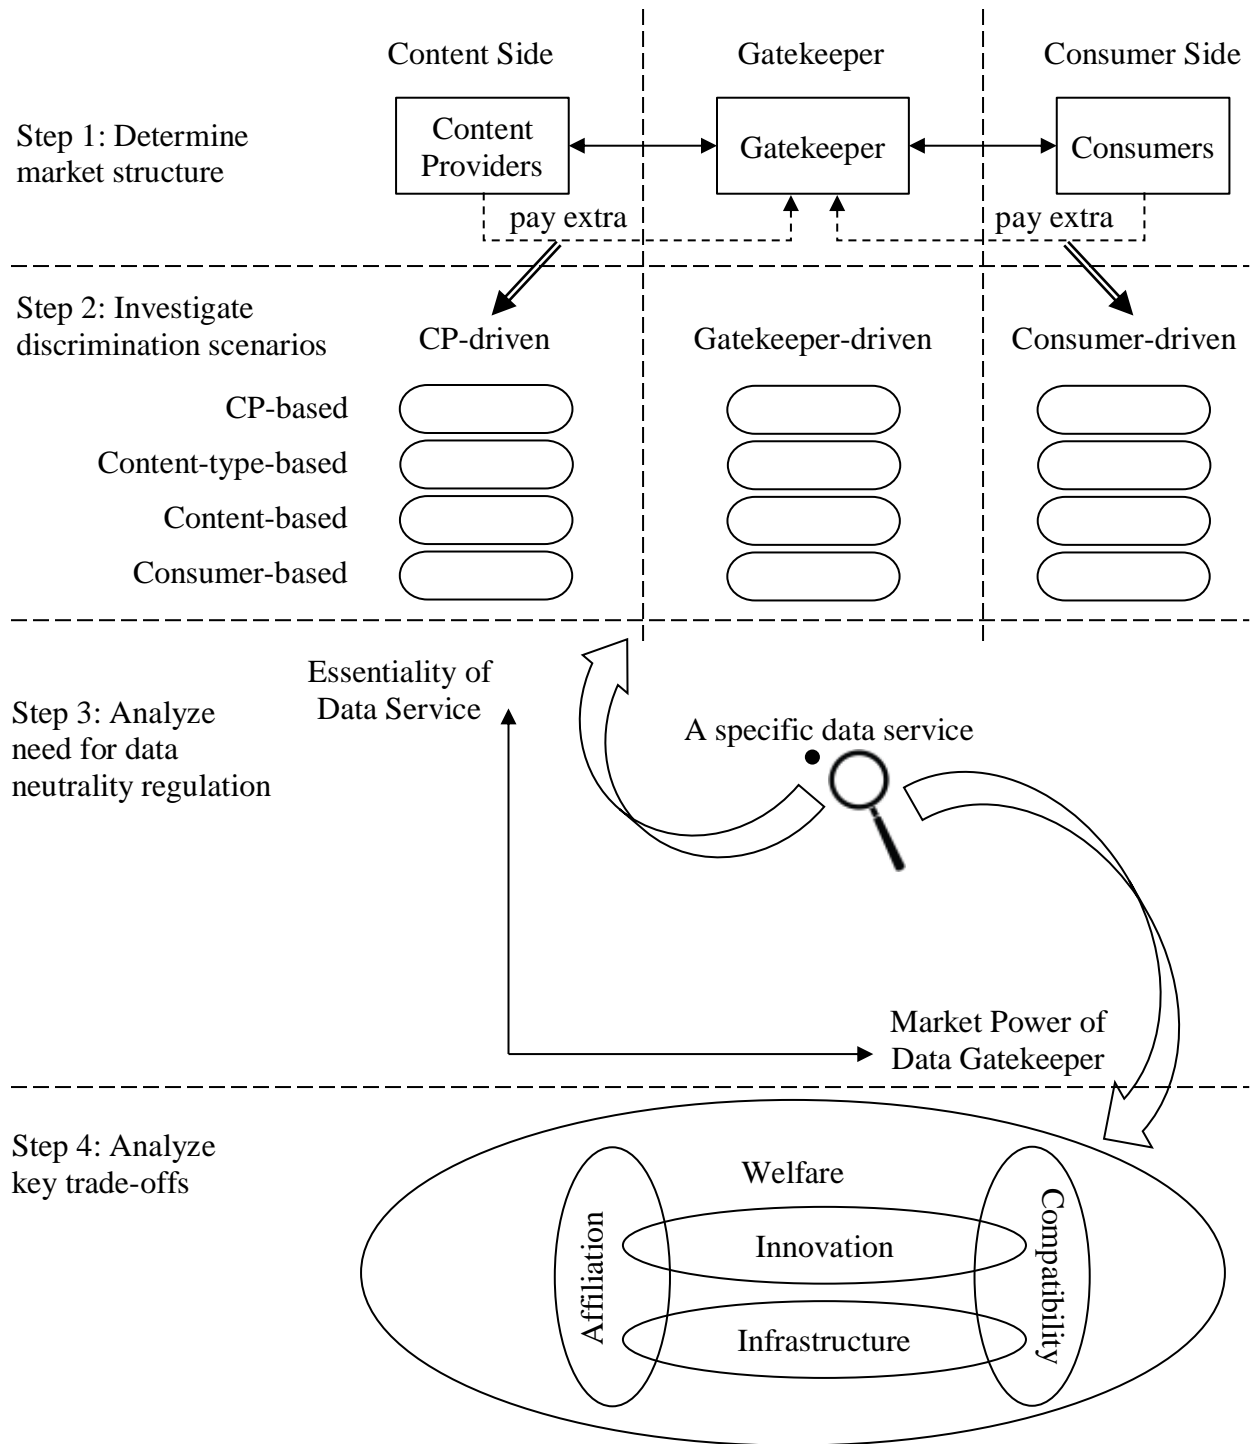 Content Side
Gatekeeper
Consumer Side
Step 1: Determine
market structure
Content
Providers
Gatekeeper
Consumers
pay extra
pay extra
Step 2: Investigate
discrimination scenarios
CP-driven
Gatekeeper-driven
Consumer-driven
CP-based
Content-type-based
Content-based
Consumer-based
Step 3: Analyze
need for data
neutrality regulation
Essentiality of
Data Service
A specific data service
Market Power of
Data Gatekeeper
Step 4: Analyze
key trade-offs
Welfare
Affiliation
Innovation
Infrastructure
Compatibility